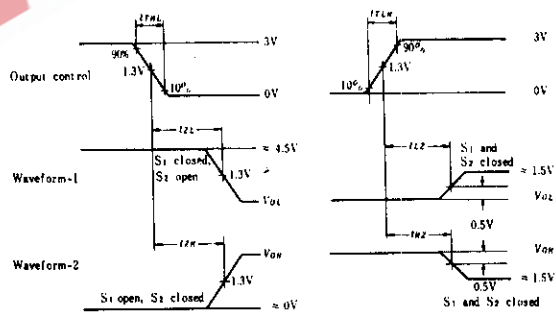 tTHL
tTLH
3V
3V
90%
90%
Output control
1.3V
1.3V
10%
10%
0V
0V
tZL
tLZ
≈ 4.5V
S1 closed,
S2 open
S1 and
S2 closed
≈ 1.5V
Waveform-1
1.3V
VOL
VOL
0.5V
tZH
tHZ
VOH
VOH
Waveform-2
1.3V
0.5V
≈ 1.5V
S1 open, S2 closed
≈ 0V
S1 and S2 closed